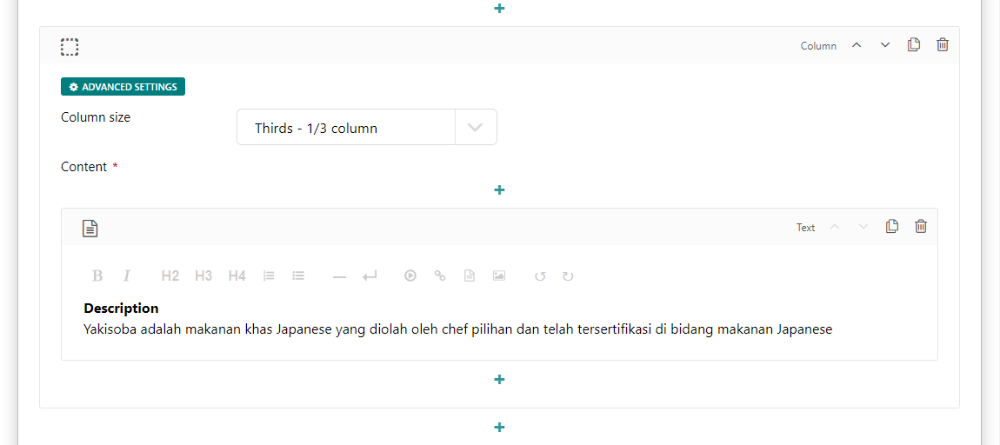 Column
ADVANCED SETTINGS
Column size
Thirds - 1/3 column
Content *
Text
B I H2 H3 H4
Description
Yakisoba adalah makanan khas Japanese yang diolah oleh chef pilihan dan telah tersertifikasi di bidang makanan Japanese